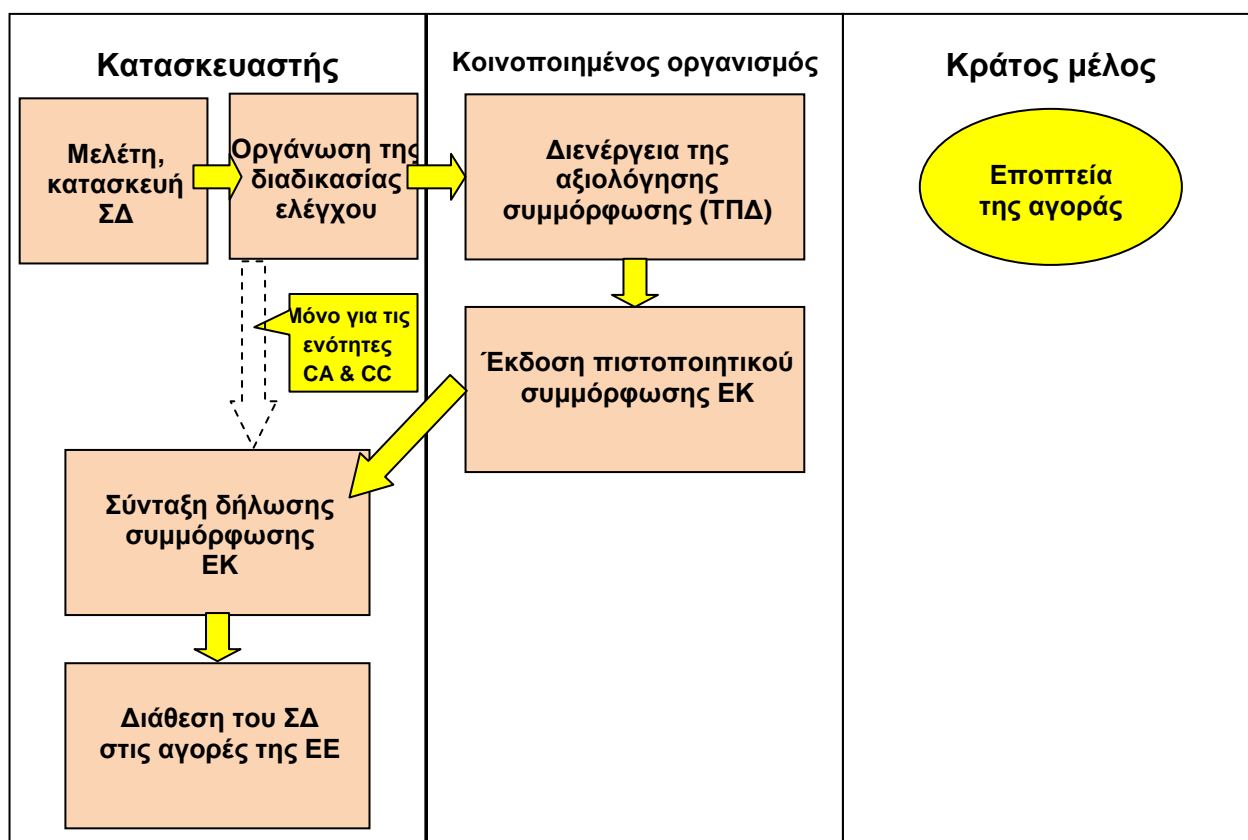 Κατασκευαστής
Κοινοποιημένος οργανισμός
Κράτος μέλος
Μελέτη,
κατασκευή
ΣΔ
Οργάνωση της
διαδικασίας
ελέγχου
Διενέργεια της
αξιολόγησης
συμμόρφωσης (ΤΠΔ)
Εποπτεία
της αγοράς
Μόνο για τις
ενότητες
CA & CC
Έκδοση πιστοποιητικού
συμμόρφωσης ΕΚ
Σύνταξη δήλωσης
συμμόρφωσης
ΕΚ
Διάθεση του ΣΔ
στις αγορές της ΕΕ